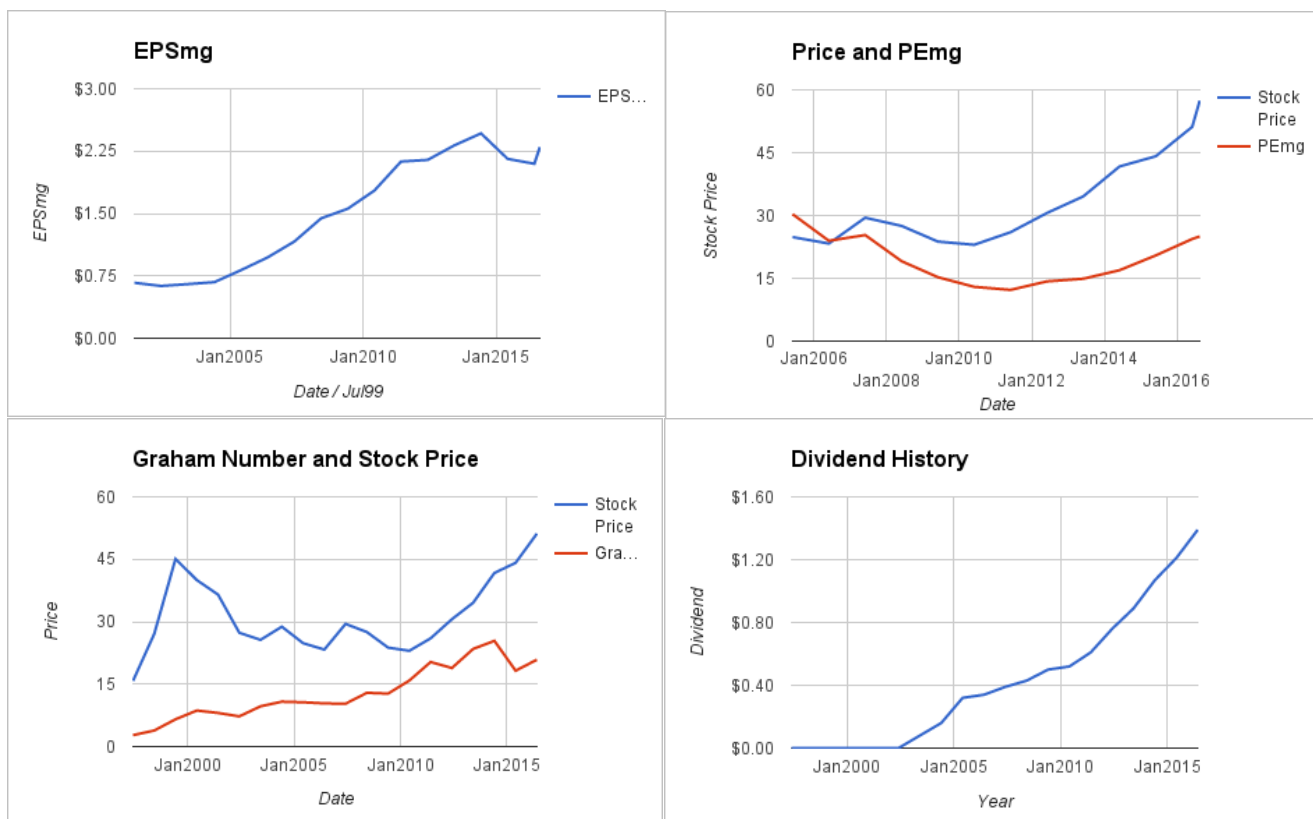 EPSmg
$3.00
$2.25
$1.50
$0.75
$0.00
EPSmg
Jan2005 Jan2010 Jan2015
Date / Jul99
EPS...
Price and PEmg
60
45
30
15
0
Stock Price
Jan2006 Jan2010 Jan2014
Jan2008 Jan2012 Jan2016
Date
Stock
Price
PEmg
Graham Number and Stock Price
60
45
30
15
0
Price
Jan2000 Jan2005 Jan2010 Jan2015
Date
Stock
Price
Gra...
Dividend History
$1.60
$1.20
$0.80
$0.40
$0.00
Dividend
Jan2000 Jan2005 Jan2010 Jan2015
Year